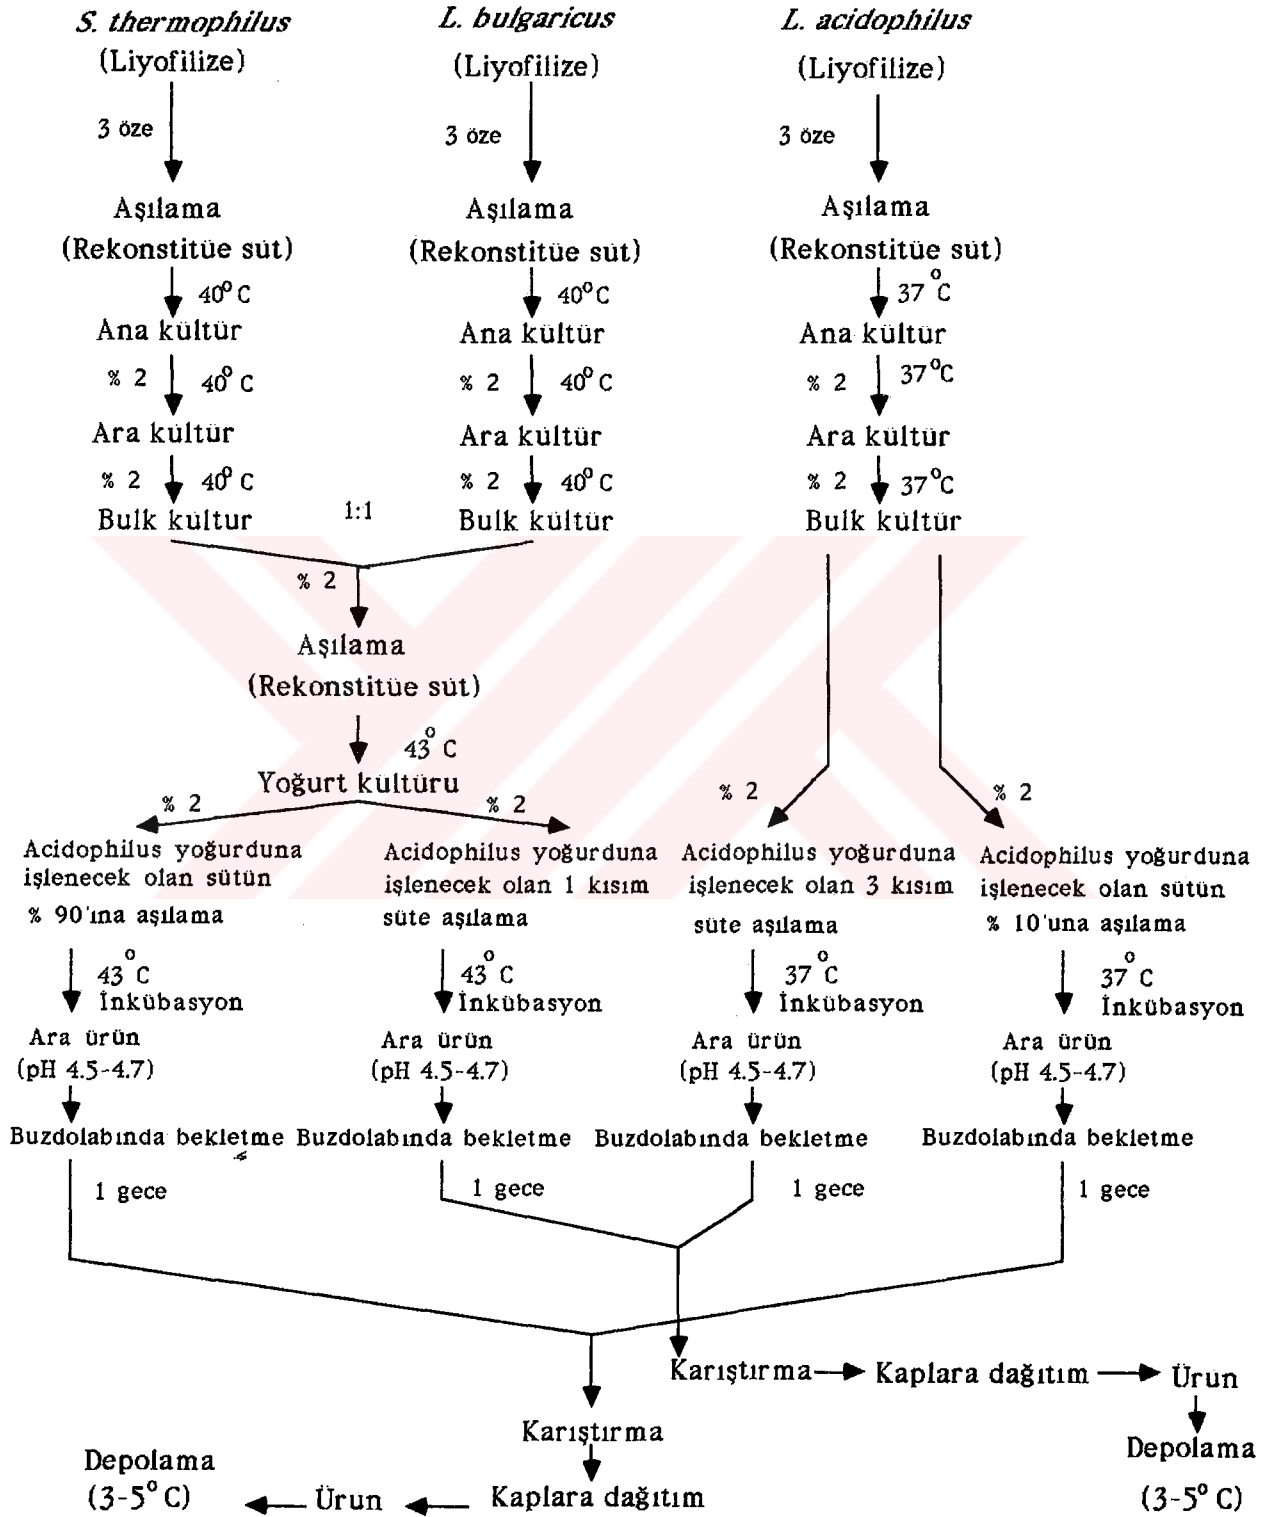 S. thermophilus L. bulgaricus L. acidophilus
(Liyofilize) (Liyofilize) (Liyofilize)
3 öze 3 öze 3 öze
Aşılama Aşılama Aşılama
(Rekonstitüe süt) (Rekonstitüe süt) (Rekonstitüe süt)
40°C 40°C 37°C
Ana kültür Ana kültür Ana kültür
% 2 40°C % 2 40°C % 2 37°C
Ara kültür Ara kültür Ara kültür
% 2 40°C % 2 40°C % 2 37°C
Bulk kültür 1:1 Bulk kültür Bulk kültür
% 2
Aşılama
(Rekonstitüe süt)
43°C
Yoğurt kültürü
% 2 % 2 % 2 % 2
Acidophilus yoğurduna Acidophilus yoğurduna Acidophilus yoğurduna Acidophilus yoğurduna
işlenecek olan sütün işlenecek olan 1 kısım işlenecek olan 3 kısım işlenecek olan sütün
% 90'ına aşılama süte aşılama süte aşılama % 10'una aşılama
43°C 43°C 37°C 37°C
İnkübasyon İnkübasyon İnkübasyon İnkübasyon
Ara ürün Ara ürün Ara ürün Ara ürün
(pH 4.5-4.7) (pH 4.5-4.7) (pH 4.5-4.7) (pH 4.5-4.7)
Buzdolabında bekletme Buzdolabında bekletme Buzdolabında bekletme Buzdolabında bekletme
1 gece 1 gece 1 gece 1 gece
Karıştırma Kaplara dağıtım Ürün
Karıştırma Depolama
Depolama (3-5°C)
(3-5°C) Ürün Kaplara dağıtım